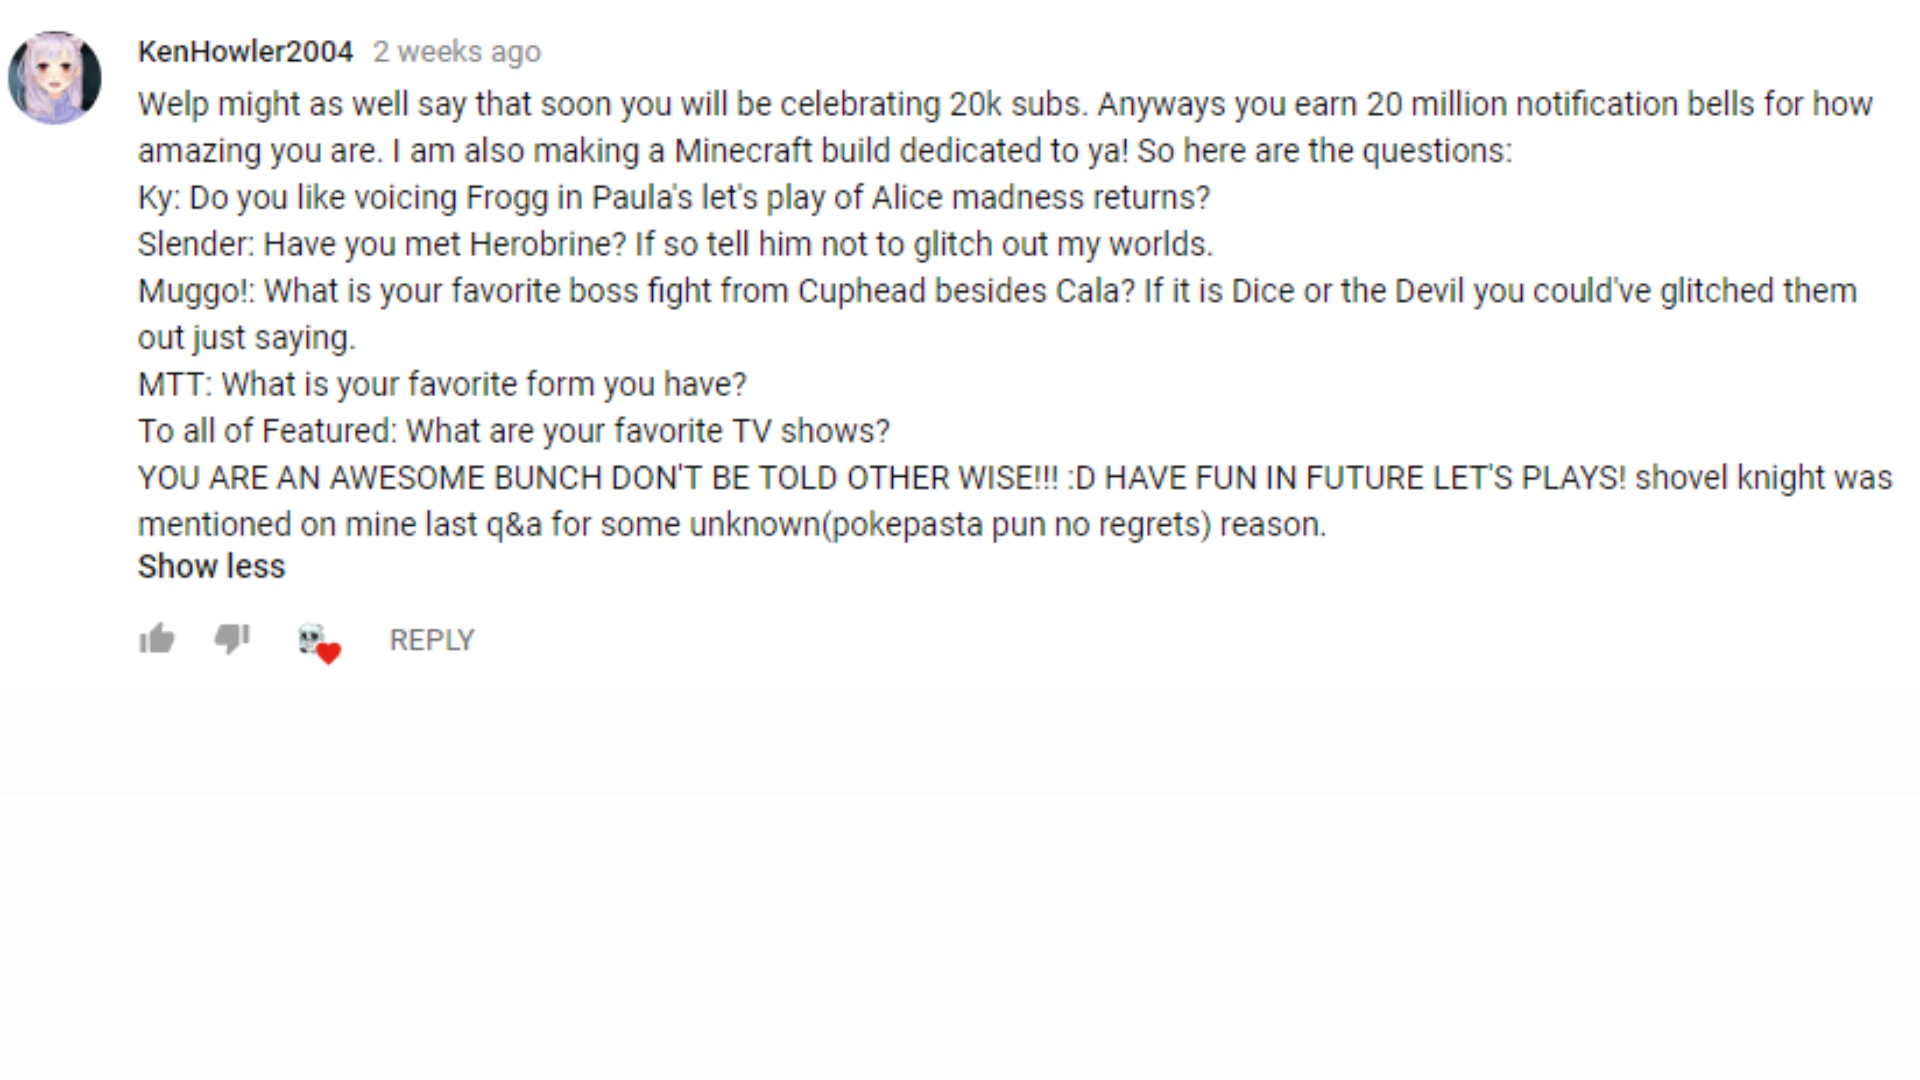 KenHowler2004 2 weeks ago
Welp might as well say that soon you will be celebrating 20k subs. Anyways you earn 20 million notification bells for how
amazing you are. I am also making a Minecraft build dedicated to ya! So here are the questions:
Ky: Do you like voicing Frogg in Paula's let's play of Alice madness returns?
Slender: Have you met Herobrine? If so tell him not to glitch out my worlds.
Muggo!: What is your favorite boss fight from Cuphead besides Cala? If it is Dice or the Devil you could've glitched them
out just saying.
MTT: What is your favorite form you have?
To all of Featured: What are your favorite TV shows?
YOU ARE AN AWESOME BUNCH DON'T BE TOLD OTHER WISE!!! :D HAVE FUN IN FUTURE LET'S PLAYS! shovel knight was
mentioned on mine last q&a for some unknown(pokepasta pun no regrets) reason.
Show less
REPLY